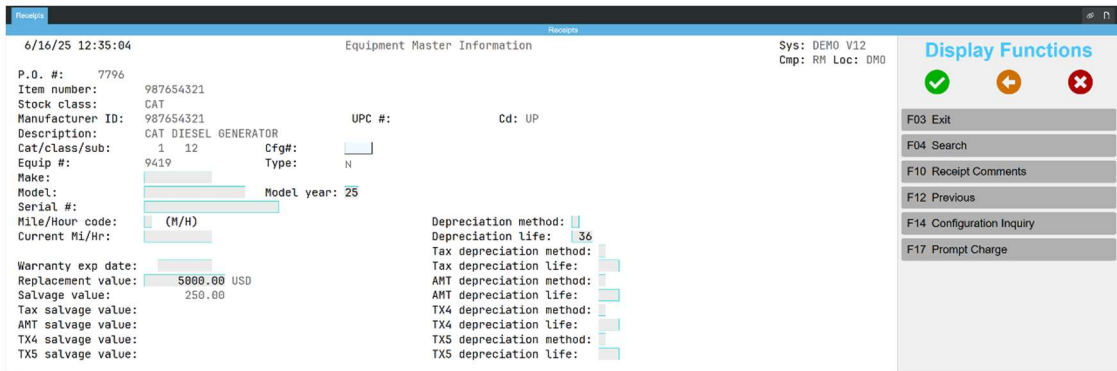 Receipts
Receipts
6/16/25 12:35:04 Equipment Master Information Sys: DEMO V12
Cmp: RM Loc: DMO
P.O. #: 7796
Item number: 987654321
Stock class: CAT
Manufacturer ID: 987654321 UPC #: Cd: UP
Description: CAT DIESEL GENERATOR
Cat/class/sub: 1 12 Cfg#:
Equip #: 9419 Type: N
Make:
Model: Model year: 25
Serial #:
Mile/Hour code: (M/H) Depreciation method:
Current Mi/Hr: Depreciation life: 36
Tax depreciation method:
Warranty exp date: Tax depreciation life:
Replacement value: 5000.00 USD AMT depreciation method:
Salvage value: 250.00 AMT depreciation life:
Tax salvage value: TX4 depreciation method:
AMT salvage value: TX4 depreciation life:
TX4 salvage value: TX5 depreciation method:
TX5 salvage value: TX5 depreciation life:
Display Functions
F03 Exit
F04 Search
F10 Receipt Comments
F12 Previous
F14 Configuration Inquiry
F17 Prompt Charge